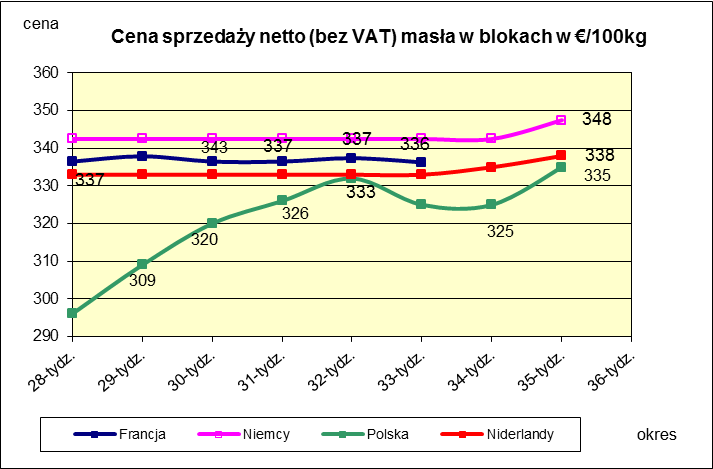 cena
Cena sprzedaży netto (bez VAT) masła w blokach w €/100kg
360
350
340
330
320
310
300
290
348
343
337
337
336
338
337
333
335
326
320
325
309
28-tydz.
29-tydz.
30-tydz.
31-tydz.
32-tydz.
33-tydz.
34-tydz.
35-tydz.
36-tydz.
Francja Niemcy Polska Niderlandy
okres